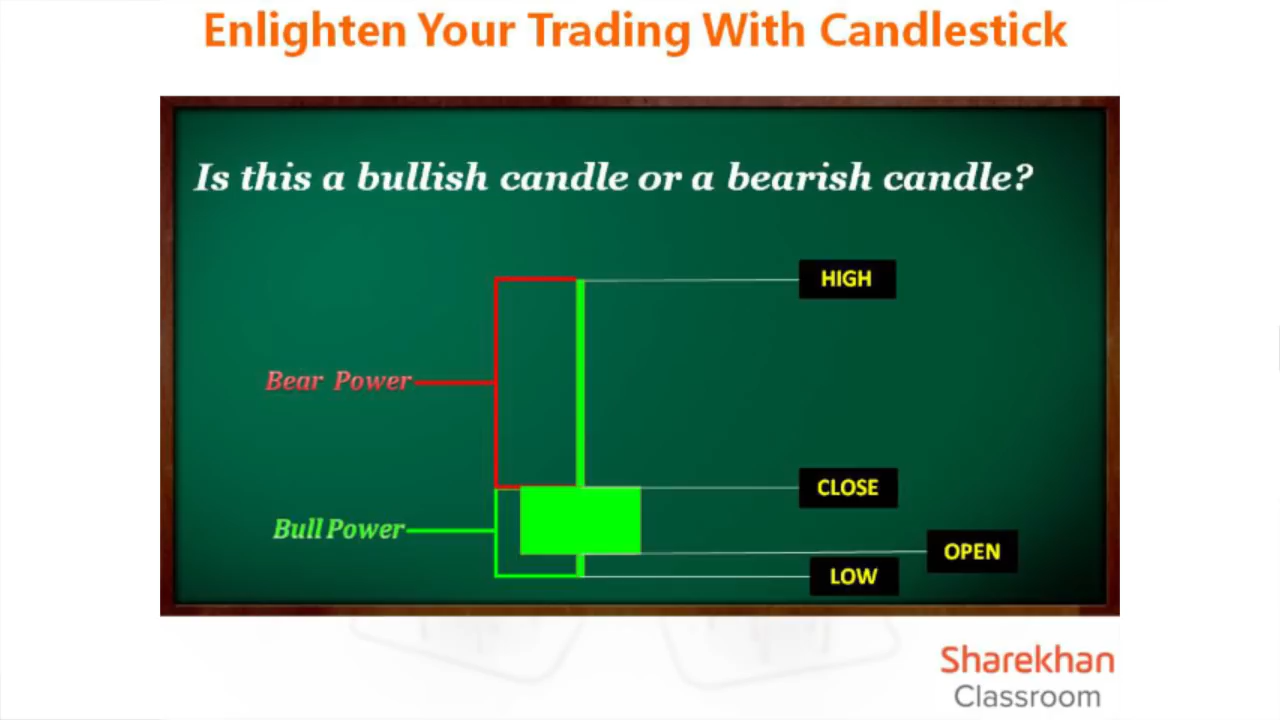 Enlighten Your Trading With Candlestick
Is this a bullish candle or a bearish candle?
HIGH
Bear Power
CLOSE
Bull Power
OPEN
LOW
Sharekhan
Classroom